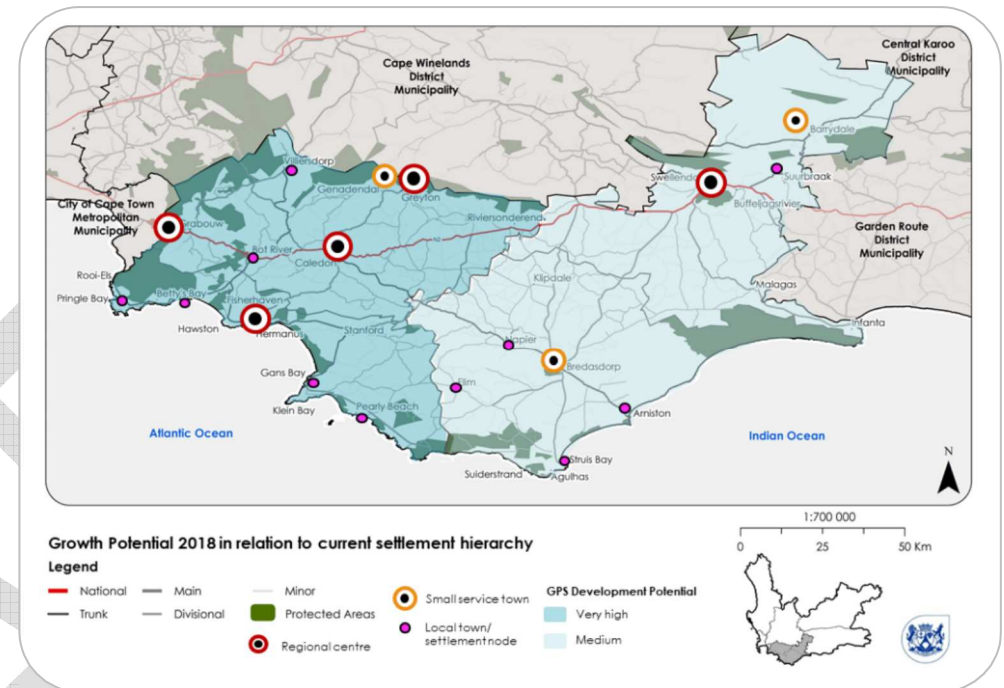 Cape Winelands
District
Municipality
Central Karoo
District
Municipality
Barrydale
Villiersdorp
Genadendal
Greyton
Swellendam
Suurbraak
Buffeljagsrivier
City of Cape Town
Metropolitan
Municipality
Grabouw
Riviersonderend
Garden Route
District
Municipality
Bot River
Caledon
Rooi-Els
Pringle Bay
Betty's Bay
Fisherhaven
Klipdale
Malagas
Hawston
Hermanus
Stanford
Infanta
Napier
Bredasdorp
Gans Bay
Elim
Klein Bay
Pearly Beach
Arniston
Atlantic Ocean
Indian Ocean
Struis Bay
Suiderstrand
Agulhas
N
1:700 000
0 25 50 Km
Growth Potential 2018 in relation to current settlement hierarchy
Legend
National
Main
Minor
Small service town
GPS Development Potential
Trunk
Divisional
Protected Areas
Local town/
settlement node
Very high
Regional centre
Medium